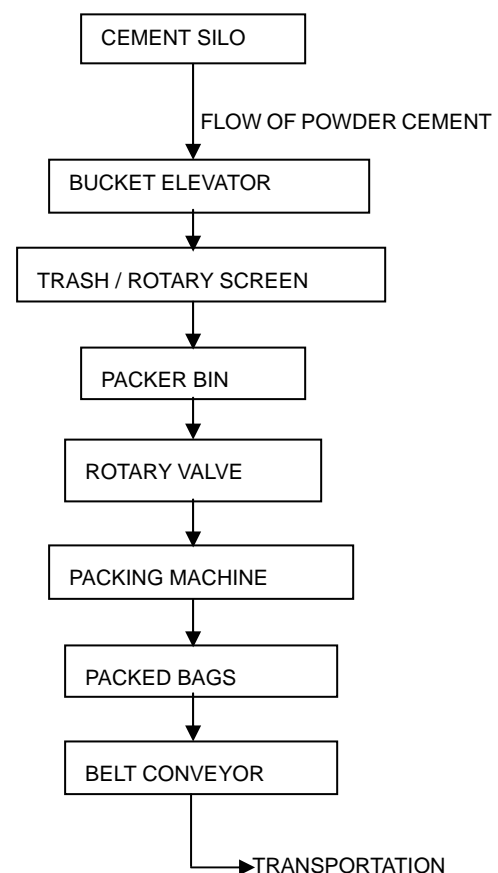 CEMENT SILO
FLOW OF POWDER CEMENT
BUCKET ELEVATOR
TRASH / ROTARY SCREEN
PACKER BIN
ROTARY VALVE
PACKING MACHINE
PACKED BAGS
BELT CONVEYOR
TRANSPORTATION